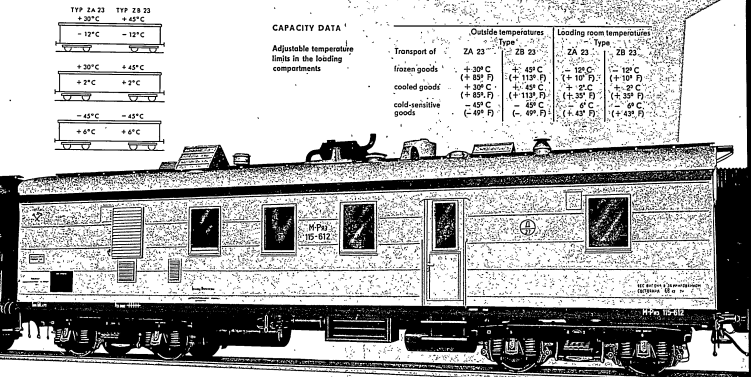 TYP ZA 23 TYP ZB 23
+30°C +45°C
-12°C -12°C
+30°C +45°C
+2°C +2°C
-45°C -45°C
+6°C +6°C
CAPACITY DATA
Adjustable temperature
limits in the loading
compartments
Outside temperatures Loading room temperatures
Type Type
Transport of ZA 23 ZB 23 ZA 23 ZB 23
frozen goods + 30° C + 45° C - 12° C - 12° C
(+ 85° F) (+ 113° F) (+ 10° F) (+ 10° F)
cooled goods + 30° C + 45° C + 2° C + 2° C
(+ 85° F) (+ 113° F) (+ 35° F) (+ 35° F)
cold-sensitive - 45° C - 45° C 6° C 6° C
goods (- 49° F) (- 49° F) (+ 43° F) (+ 43° F)
115-612
115-612